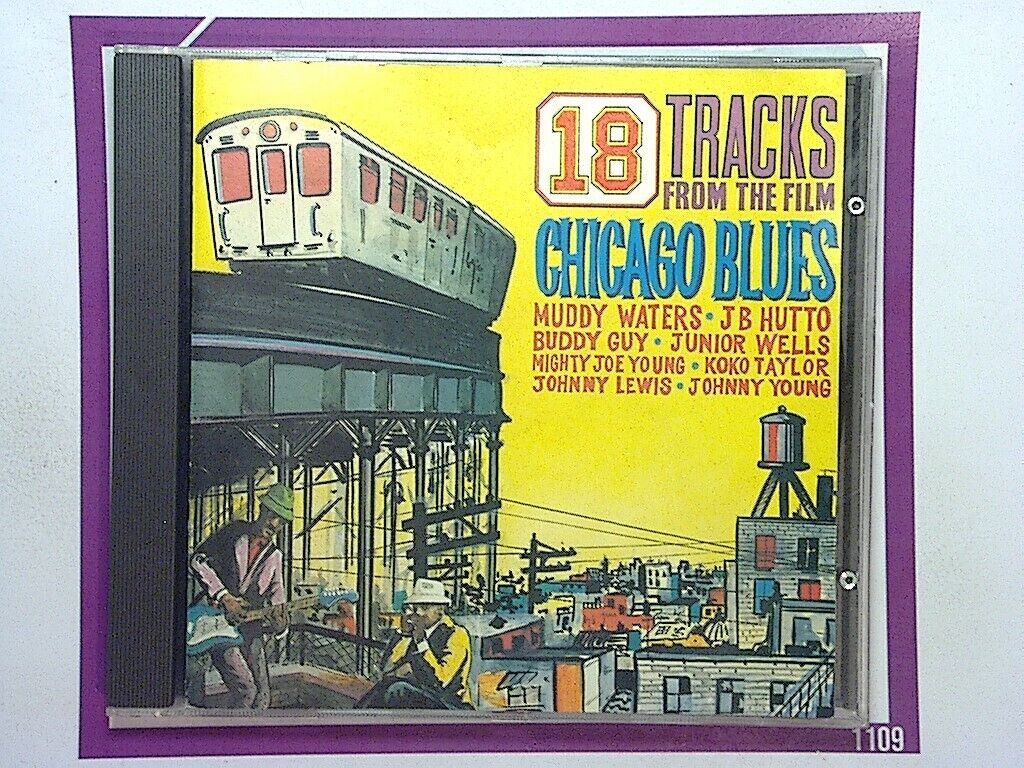 18 TRACKS
FROM THE FILM
CHICAGO BLUES
MUDDY WATERS • JB HUTTO
BUDDY GUY • JUNIOR WELLS
MIGHTY JOE YOUNG • KOKO TAYLOR
JOHNNY LEWIS • JOHNNY YOUNG
1109